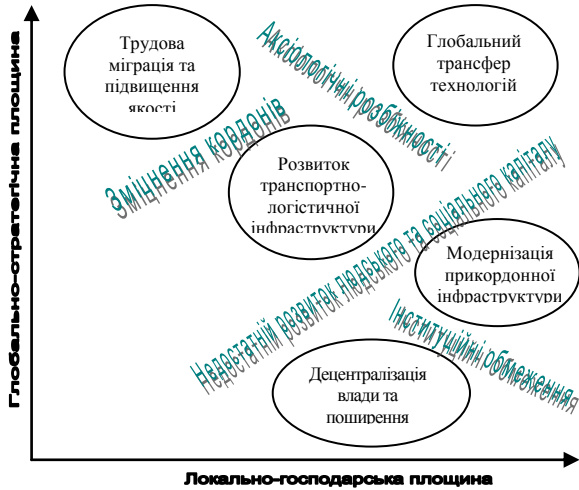 Глобально-стратегічна площина
Трудова
міграція та
підвищення
якості
Аксіологічні розбіжності
Глобальний
трансфер
технологій
Зміцнення кордонів
Розвиток
транспортно-
логістичної
інфраструктури
Недостатній розвиток людського та соціального капіталу
Модернізація
прикордонної
інфраструктури
Інституційні обмеження
Децентралізація
влади та
поширення
Локально-господарська площина